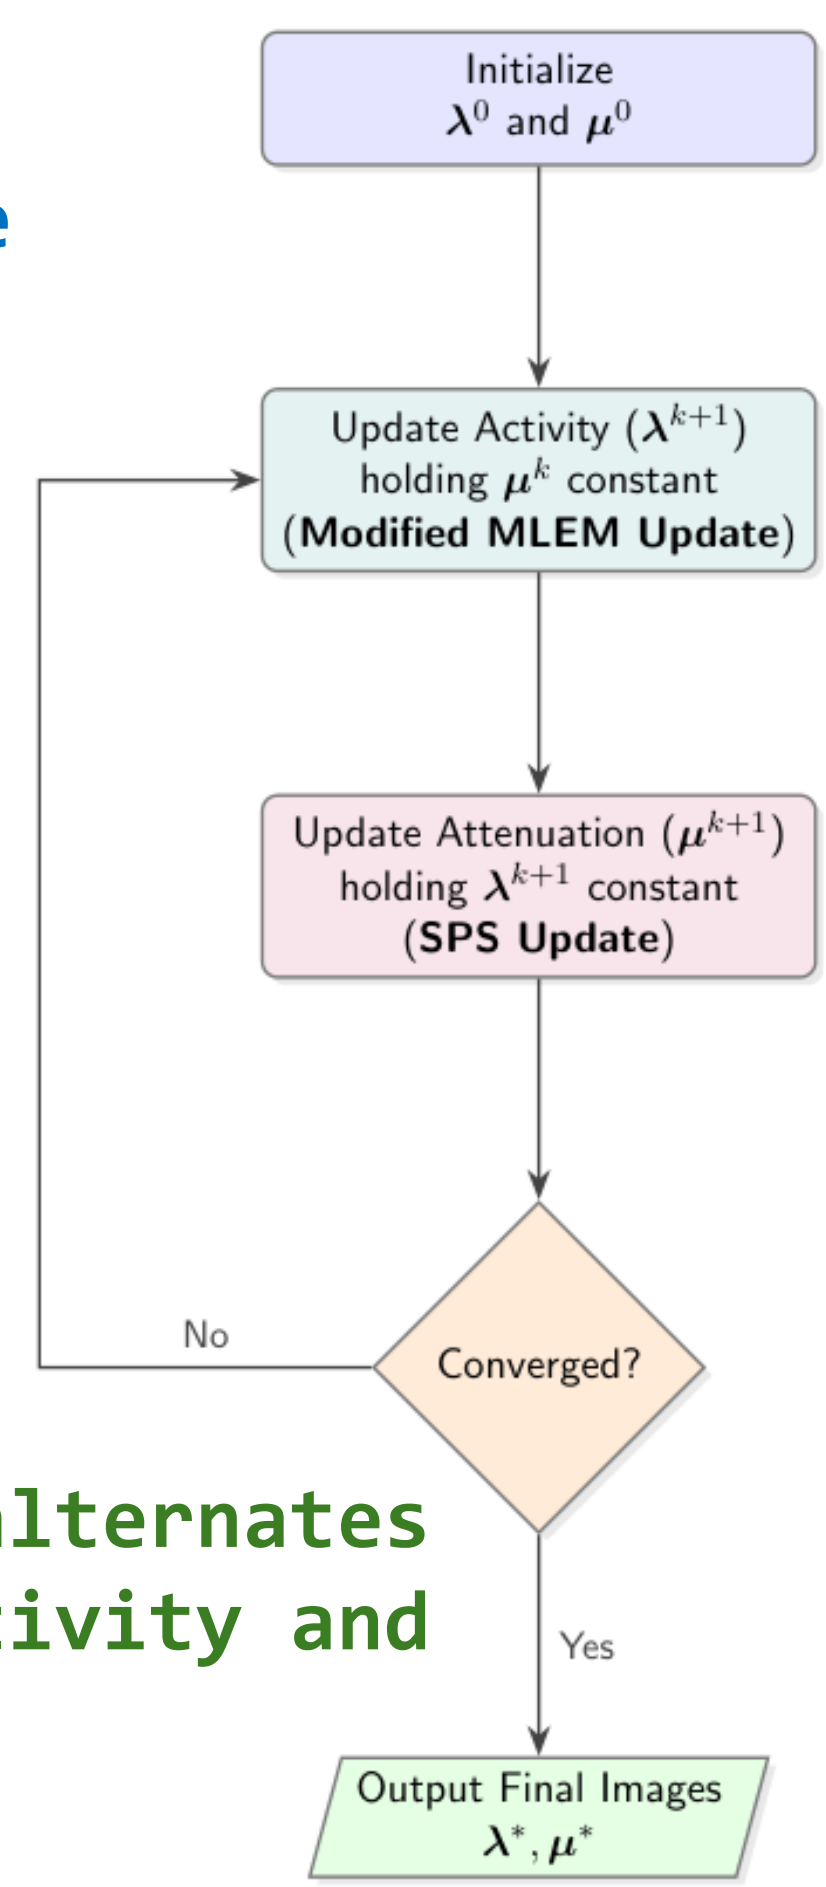 Initialize
λ⁰ and μ⁰
e
Update Activity (λᵏ⁺¹)
holding μᵏ constant
(Modified MLEM Update)
Update Attenuation (μᵏ⁺¹)
holding λᵏ⁺¹ constant
(SPS Update)
Converged?
No
lternates
tivity and
Yes
Output Final Images
λ*, μ*